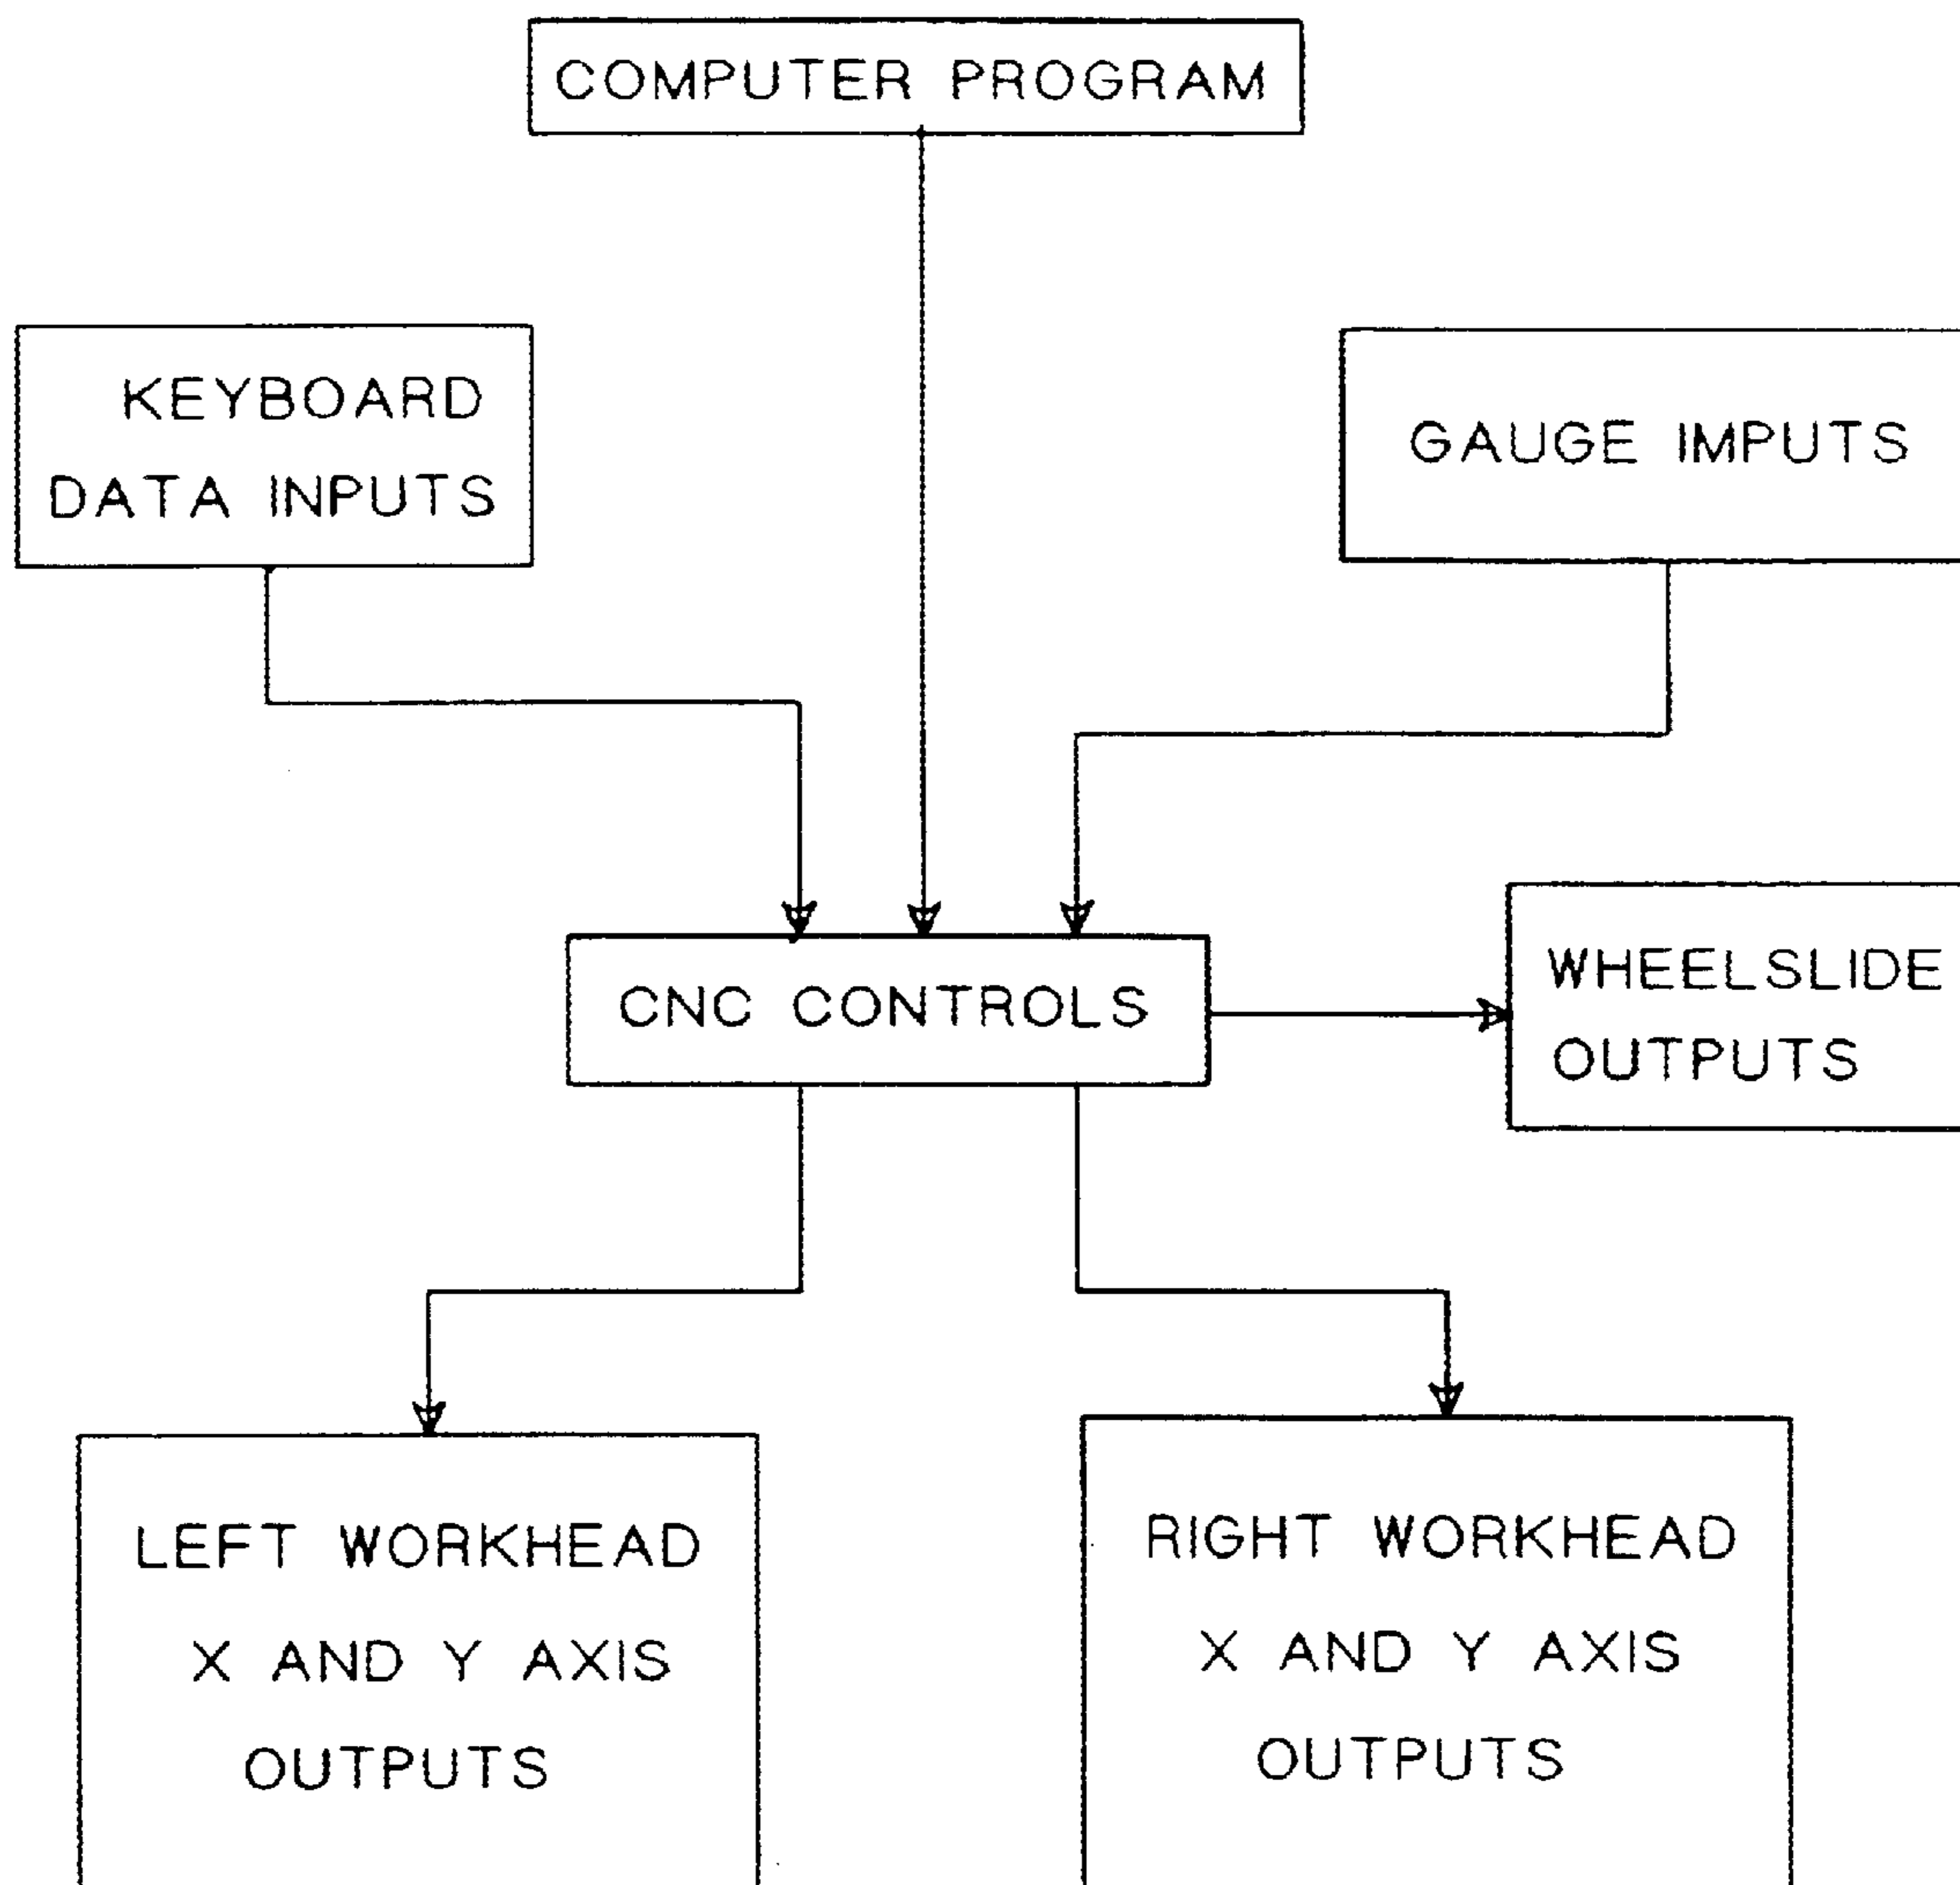 COMPUTER PROGRAM
KEYBOARD
DATA INPUTS
GAUGE IMPUTS
CNC CONTROLS
WHEELSLIDE
OUTPUTS
LEFT WORKHEAD
X AND Y AXIS
OUTPUTS
RIGHT WORKHEAD
X AND Y AXIS
OUTPUTS